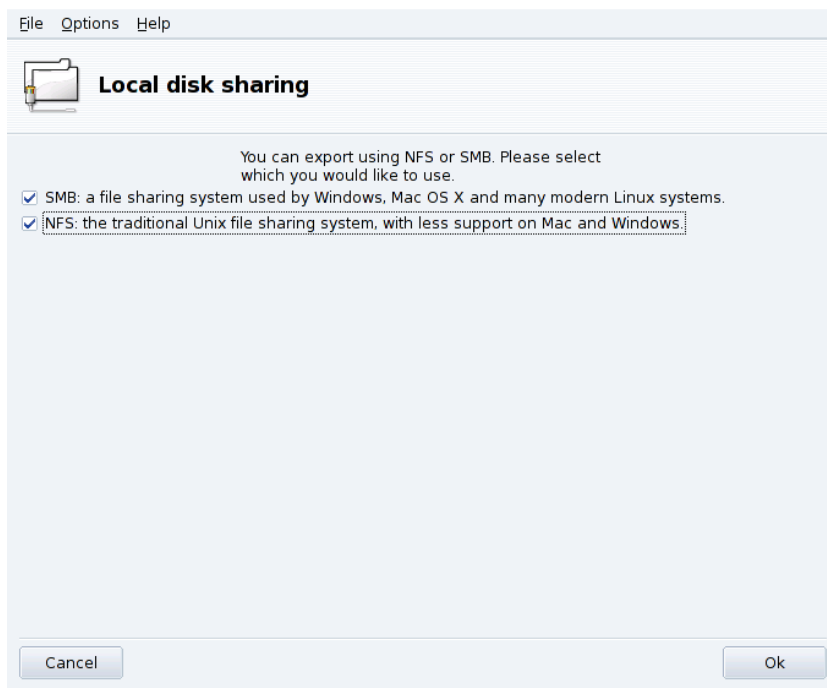 File Options Help
Local disk sharing
You can export using NFS or SMB. Please select
which you would like to use.
SMB: a file sharing system used by Windows, Mac OS X and many modern Linux systems.
NFS: the traditional Unix file sharing system, with less support on Mac and Windows.
Cancel Ok